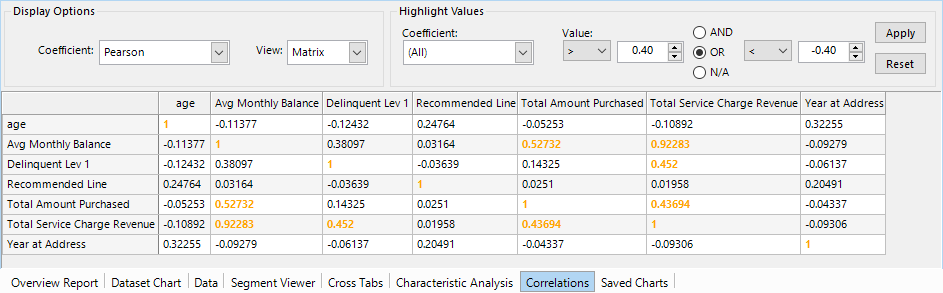 Display Options
Highlight Values
Coefficient: Pearson View: Matrix
Coefficient: Value: AND
(All) > 0.40 OR < -0.40 Apply
N/A Reset
age Avg Monthly Balance Delinquent Lev 1 Recommended Line Total Amount Purchased Total Service Charge Revenue Year at Address
age 1 -0.11377 -0.12432 0.24764 -0.05253 -0.10892 0.32255
Avg Monthly Balance -0.11377 1 0.38097 0.03164 0.52732 0.92283 -0.09279
Delinquent Lev 1 -0.12432 0.38097 1 -0.03639 0.14325 0.452 -0.06137
Recommended Line 0.24764 0.03164 -0.03639 1 0.0251 0.01958 0.20491
Total Amount Purchased -0.05253 0.52732 0.14325 0.0251 1 0.43694 -0.04337
Total Service Charge Revenue -0.10892 0.92283 0.452 0.01958 0.43694 1 -0.09306
Year at Address 0.32255 -0.09279 -0.06137 0.20491 -0.04337 -0.09306 1
Overview Report Dataset Chart Data Segment Viewer Cross Tabs Characteristic Analysis Correlations Saved Charts